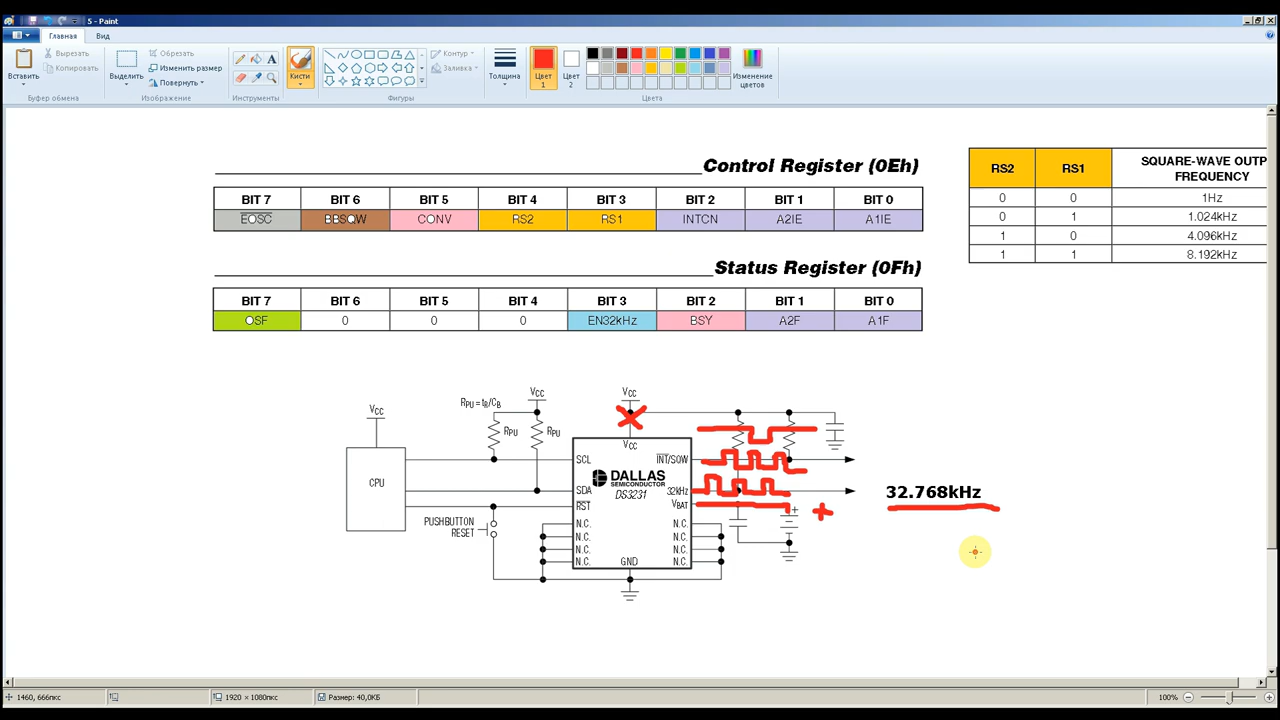 5 - Paint
Главная Вид
Вставить
Вырезать
Копировать
Буфер обмена
Выделить
Обрезать
Изменить размер
Повернуть
Изображение
Инструменты
Кисти
Фигуры
Контур
Заливка
Толщина
Цвет 1
Цвет 2
Изменение цветов
Цвета
Control Register (0Eh)
BIT 7 BIT 6 BIT 5 BIT 4 BIT 3 BIT 2 BIT 1 BIT 0
EOSC BBSQW CONV RS2 RS1 INTCN A2IE A1IE
RS2 RS1 SQUARE-WAVE OUTP
FREQUENCY
0 0 1Hz
0 1 1.024kHz
1 0 4.096kHz
1 1 8.192kHz
Status Register (0Fh)
BIT 7 BIT 6 BIT 5 BIT 4 BIT 3 BIT 2 BIT 1 BIT 0
OSF 0 0 0 EN32kHz BSY A2F A1F
VCC
CPU
RPU = tR/CB
VCC
RPU
RPU
VCC
VCC
SCL
SDA
RST
N.C.
N.C.
N.C.
N.C.
DALLAS
SEMICONDUCTOR
DS3231
GND
INT/SQW
32kHz
VBAT
N.C.
N.C.
N.C.
N.C.
PUSHBUTTON
RESET
+
+
32.768kHz
1460, 666пкс
1920 × 1080пкс
Размер: 40,0КБ
100%